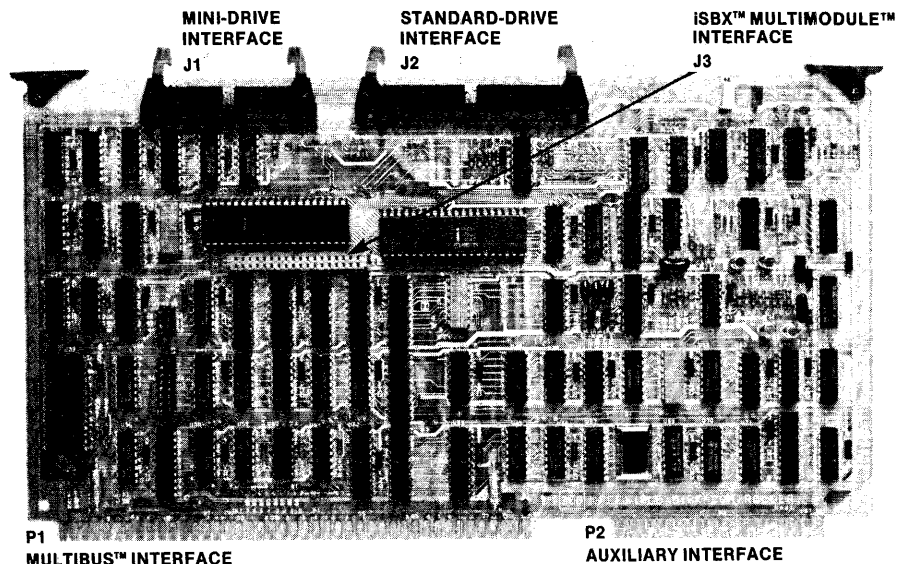 MINI-DRIVE
INTERFACE
J1
STANDARD-DRIVE
INTERFACE
J2
iSBX™ MULTIMODULE™
INTERFACE
J3
P1
MULTIBUS™ INTERFACE
P2
AUXILIARY INTERFACE